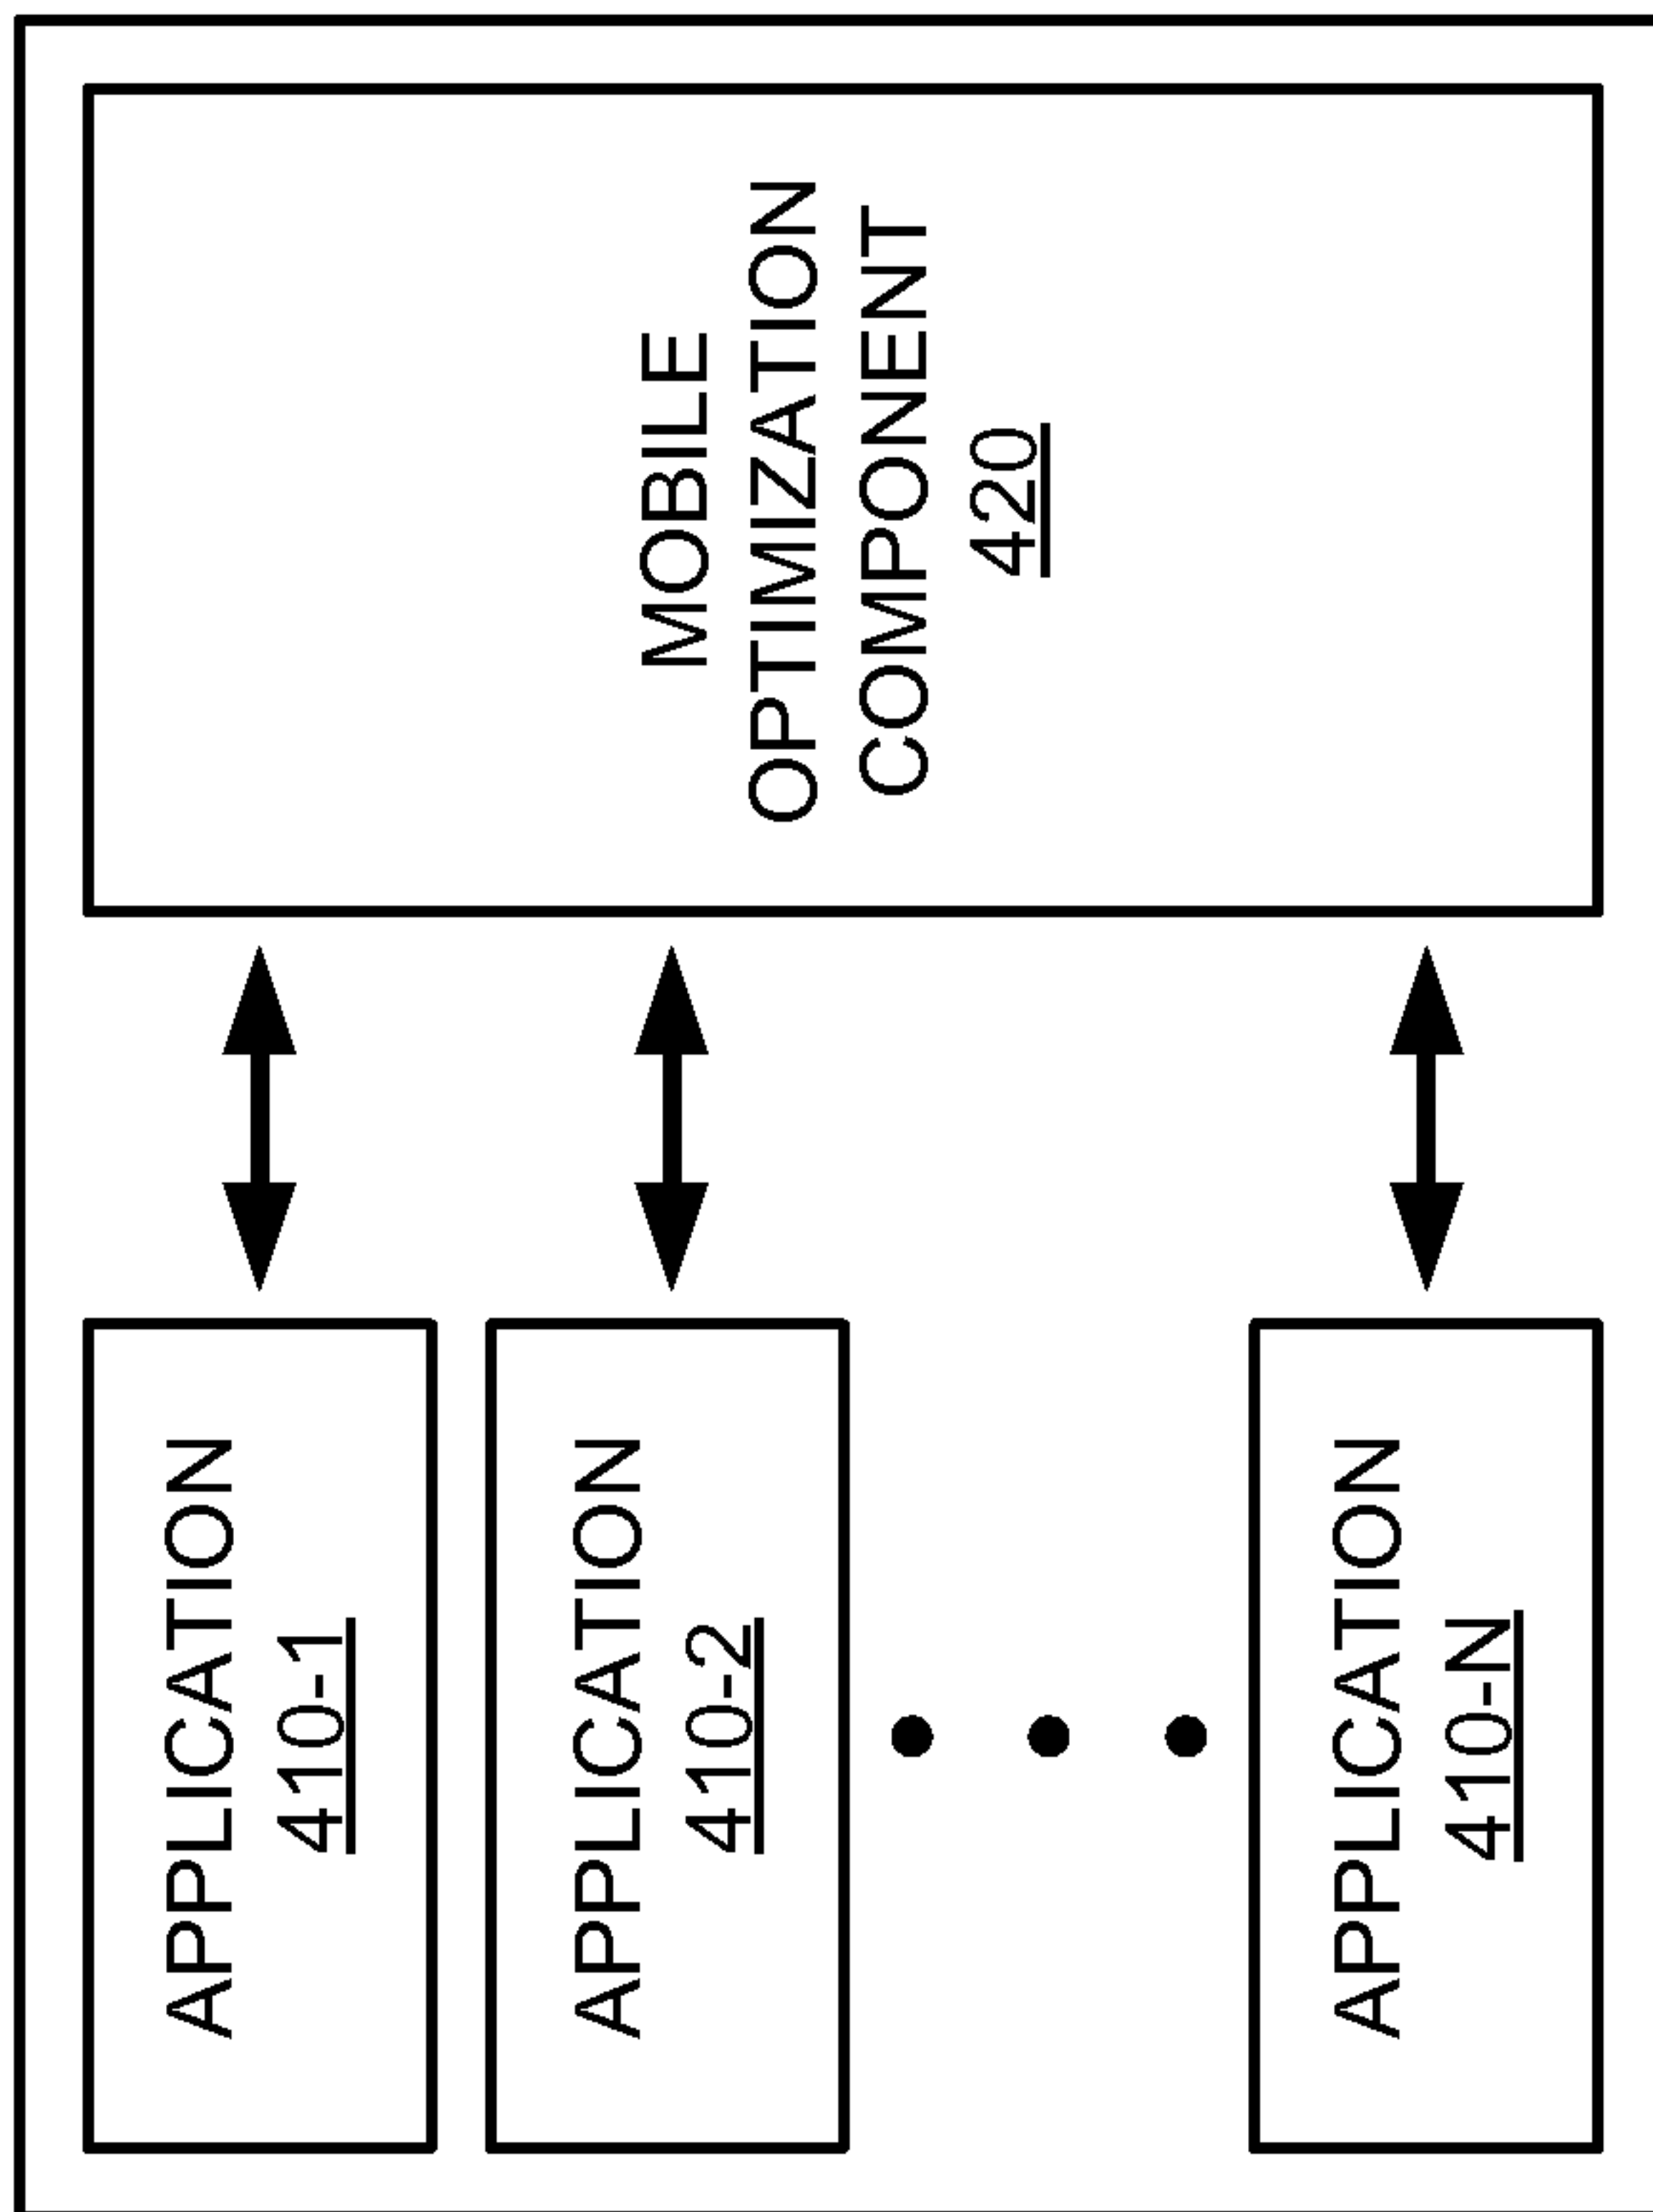 APPLICATION
410-1
APPLICATION
410-2
APPLICATION
410-N
MOBILE
OPTIMIZATION
COMPONENT
420